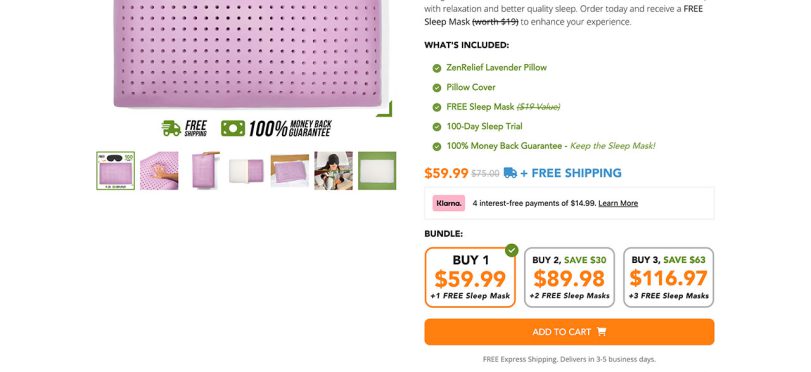 with relaxation and better quality sleep. Order today and receive a FREE
Sleep Mask (worth $19) to enhance your experience.
WHAT'S INCLUDED:
ZenRelief Lavender Pillow
Pillow Cover
FREE Sleep Mask ($19 Value)
100-Day Sleep Trial
100% Money Back Guarantee - Keep the Sleep Mask!
FREE SHIPPING
100% MONEY BACK GUARANTEE
$59.99 $75.00 + FREE SHIPPING
Klarna. 4 interest-free payments of $14.99. Learn More
BUNDLE:
BUY 1
$59.99
+1 FREE Sleep Mask
BUY 2, SAVE $30
$89.98
+2 FREE Sleep Masks
BUY 3, SAVE $63
$116.97
+3 FREE Sleep Masks
ADD TO CART
FREE Express Shipping. Delivers in 3-5 business days.